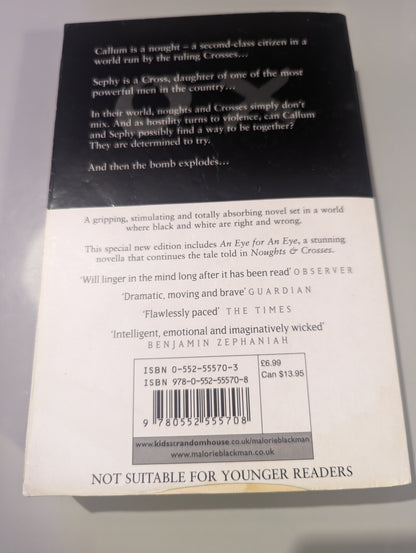 Callum is a nought – a second-class citizen in a
world run by the ruling Crosses...
Sephy is a Cross, daughter of one of the most
powerful men in the country...
In their world, noughts and Crosses simply don't
mix. And as hostility turns to violence, can Callum
and Sephy possibly find a way to be together?
They are determined to try.
And then the bomb explodes...
A gripping, stimulating and totally absorbing novel set in a world
where black and white are right and wrong.
This special new edition includes An Eye for An Eye, a stunning
novella that continues the tale told in Noughts & Crosses.
'Will linger in the mind long after it has been read' OBSERVER
'Dramatic, moving and brave' GUARDIAN
'Flawlessly paced' THE TIMES
'Intelligent, emotional and imaginatively wicked'
BENJAMIN ZEPHANIAH
ISBN 0-552-55570-3
ISBN 978-0-552-55570-8
£6.99
Can $13.95
9 780552 555708
www.kidsatrandomhouse.co.uk/malorieblackman
www.malorieblackman.co.uk
NOT SUITABLE FOR YOUNGER READERS